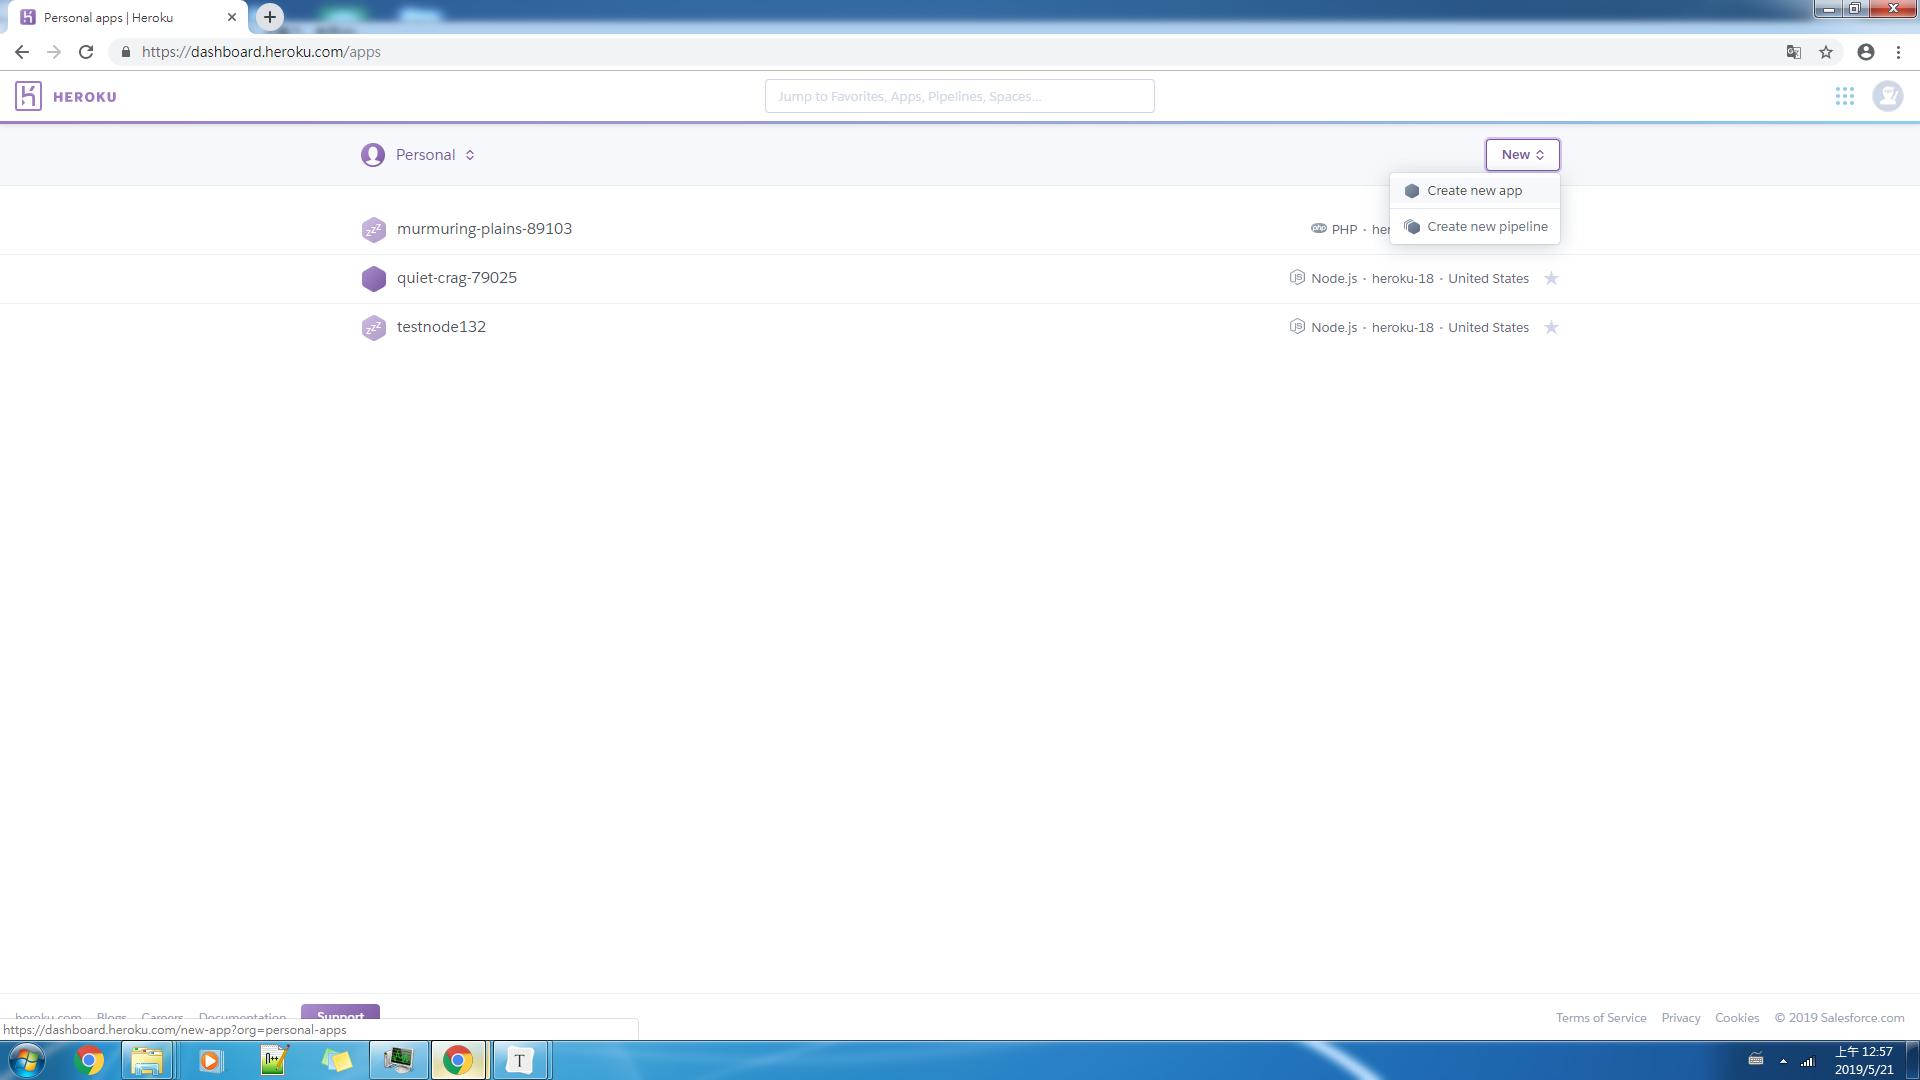 Personal apps | Heroku
https://dashboard.heroku.com/apps
HEROKU
Jump to Favorites, Apps, Pipelines, Spaces...
Personal
New
Create new app
Create new pipeline
murmuring-plains-89103
PHP · her
quiet-crag-79025
Node.js · heroku-18 · United States
testnode132
Node.js · heroku-18 · United States
heroku.com Blogs Careers Documentation Support
Terms of Service Privacy Cookies © 2019 Salesforce.com
https://dashboard.heroku.com/new-app?org=personal-apps
上午 12:57
2019/5/21